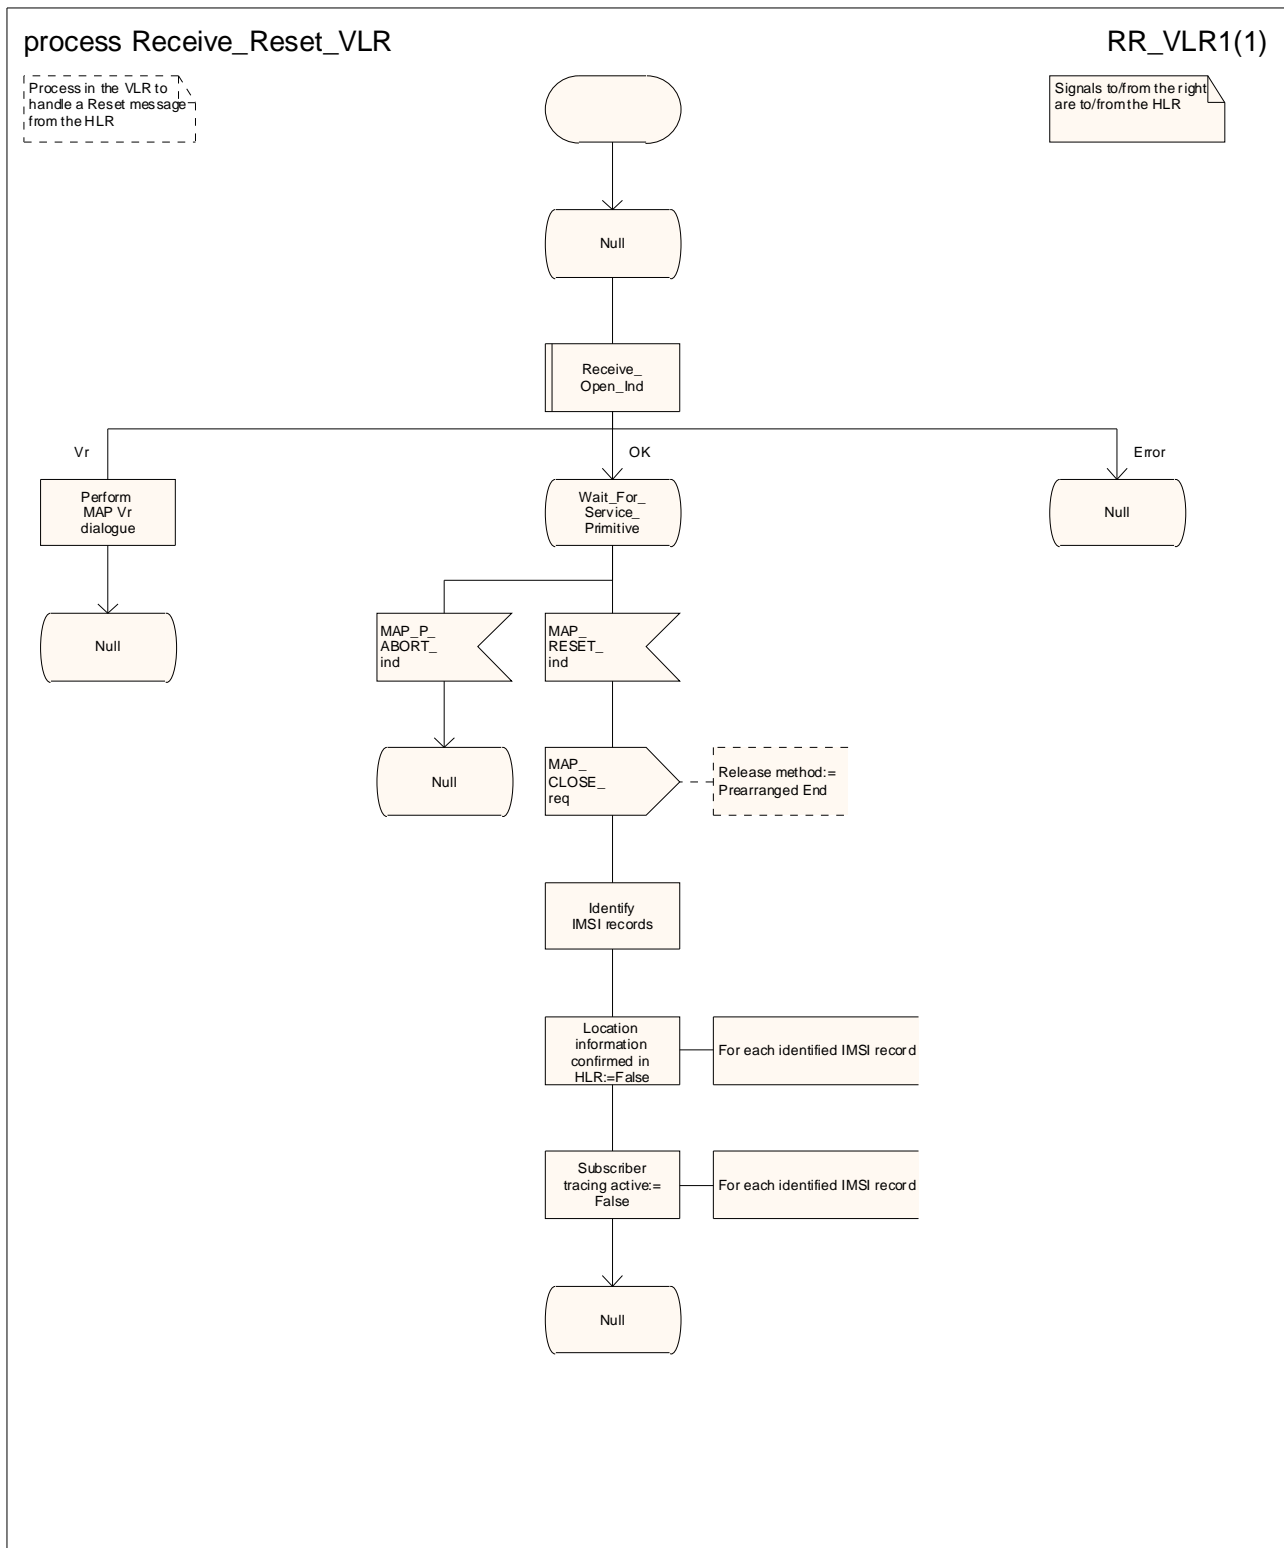 process Receive_Reset_VLR
RR_VLR1(1)
Process in the VLR to
handle a Reset message
from the HLR
Signals to/from the right
are to/from the HLR
Null
Receive_
Open_Ind
Vr
OK
Error
Perform
MAP Vr
dialogue
Wait_For_
Service_
Primitive
Null
Null
MAP_P_
ABORT_
ind
MAP_
RESET_
ind
Null
MAP_
CLOSE_
req
Release method:=
Prearranged End
Identify
IMSI records
Location
information
confirmed in
HLR:=False
For each identified IMSI record
Subscriber
tracing active:=
False
For each identified IMSI record
Null